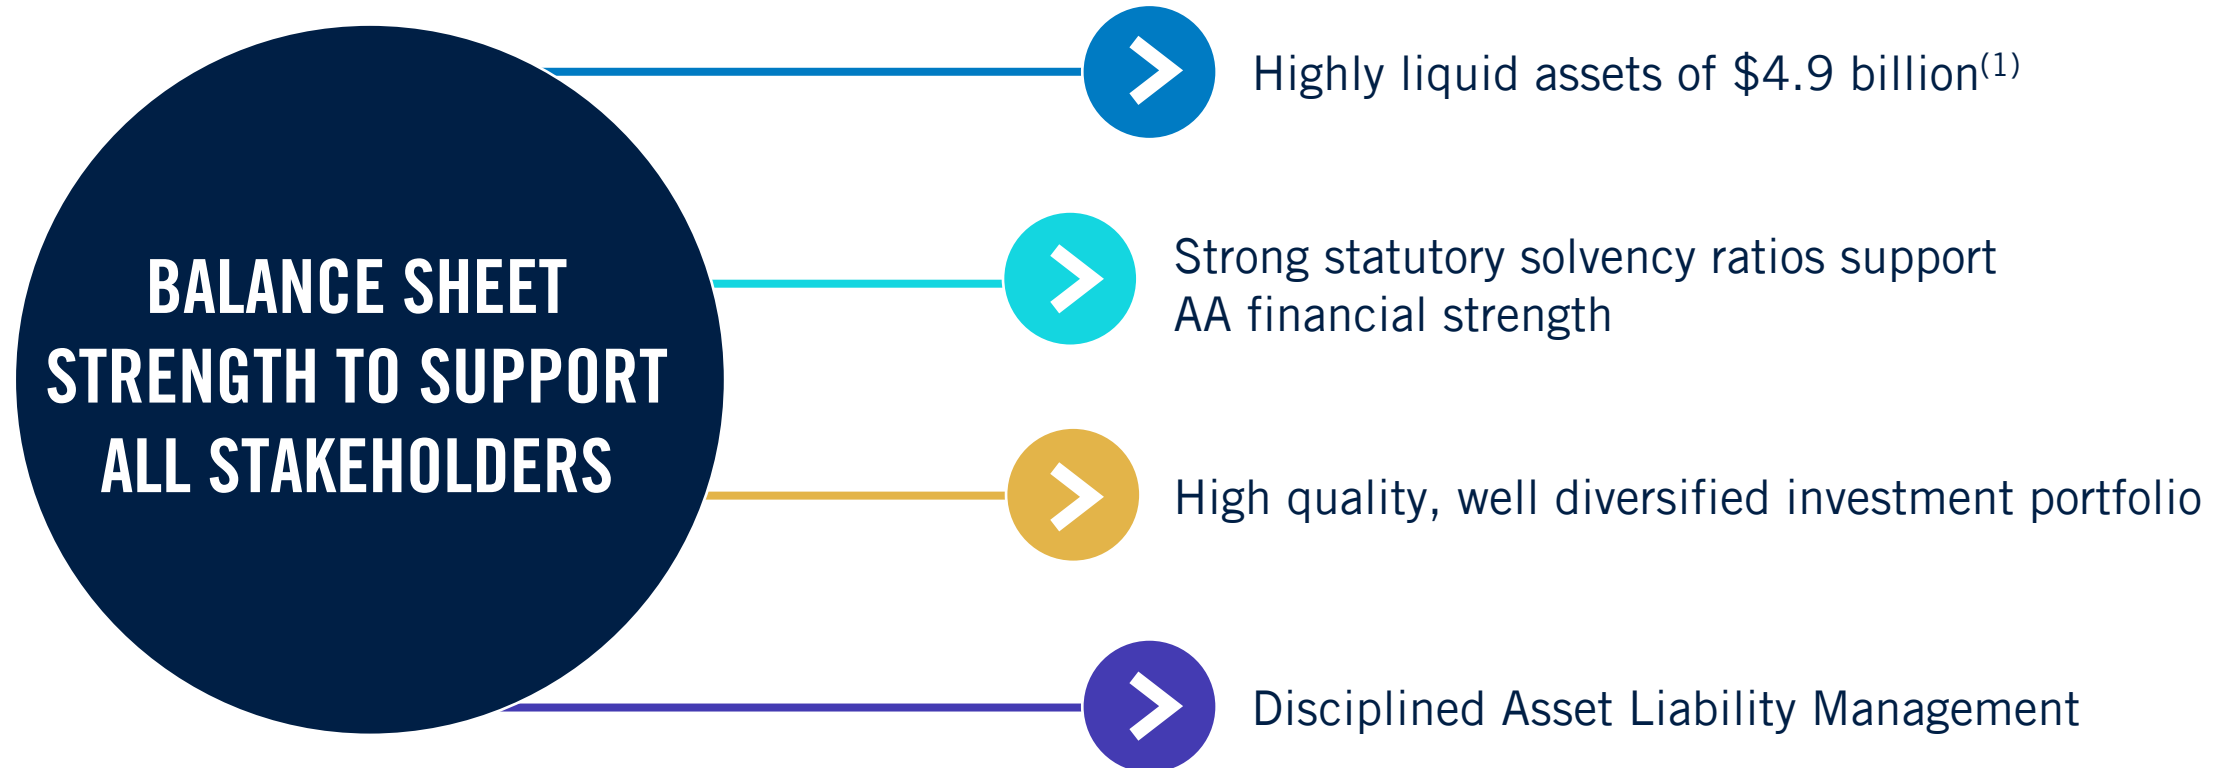 BALANCE SHEET
STRENGTH TO SUPPORT
ALL STAKEHOLDERS
Highly liquid assets of $4.9 billion(1)
Strong statutory solvency ratios support
AA financial strength
High quality, well diversified investment portfolio
Disciplined Asset Liability Management